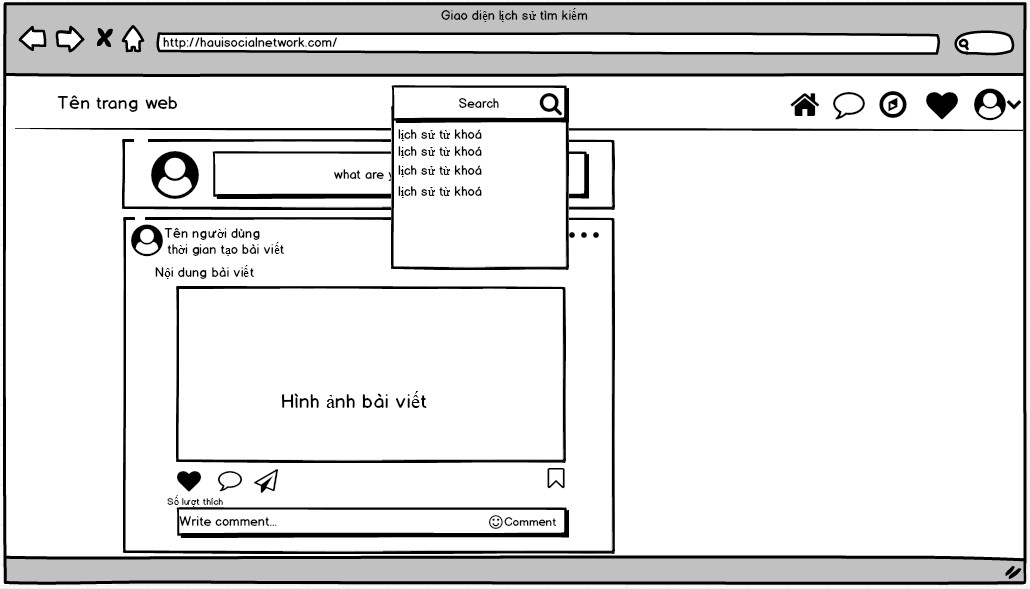 Giao diện lịch sử tìm kiếm
http://hauisocialnetwork.com/
Tên trang web
Search
lịch sử từ khoá
lịch sử từ khoá
lịch sử từ khoá
lịch sử từ khoá
what are
Tên người dùng
thời gian tạo bài viết
Nội dung bài viết
Hình ảnh bài viết
Số lượt thích
Write comment...
Comment